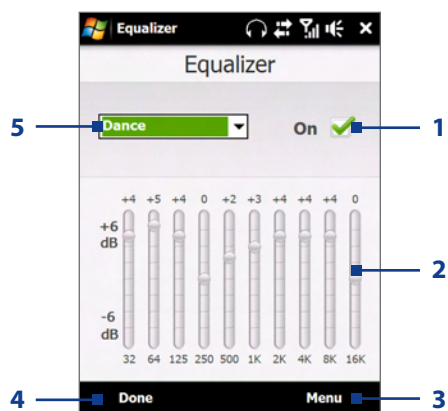 Equalizer
Equalizer
5 Dance On 1
+4 +5 +4 0 +2 +3 +4 +4 +4 0
+6
dB
2
-6
dB
32 64 125 250 500 1K 2K 4K 8K 16K
4 Done Menu 3